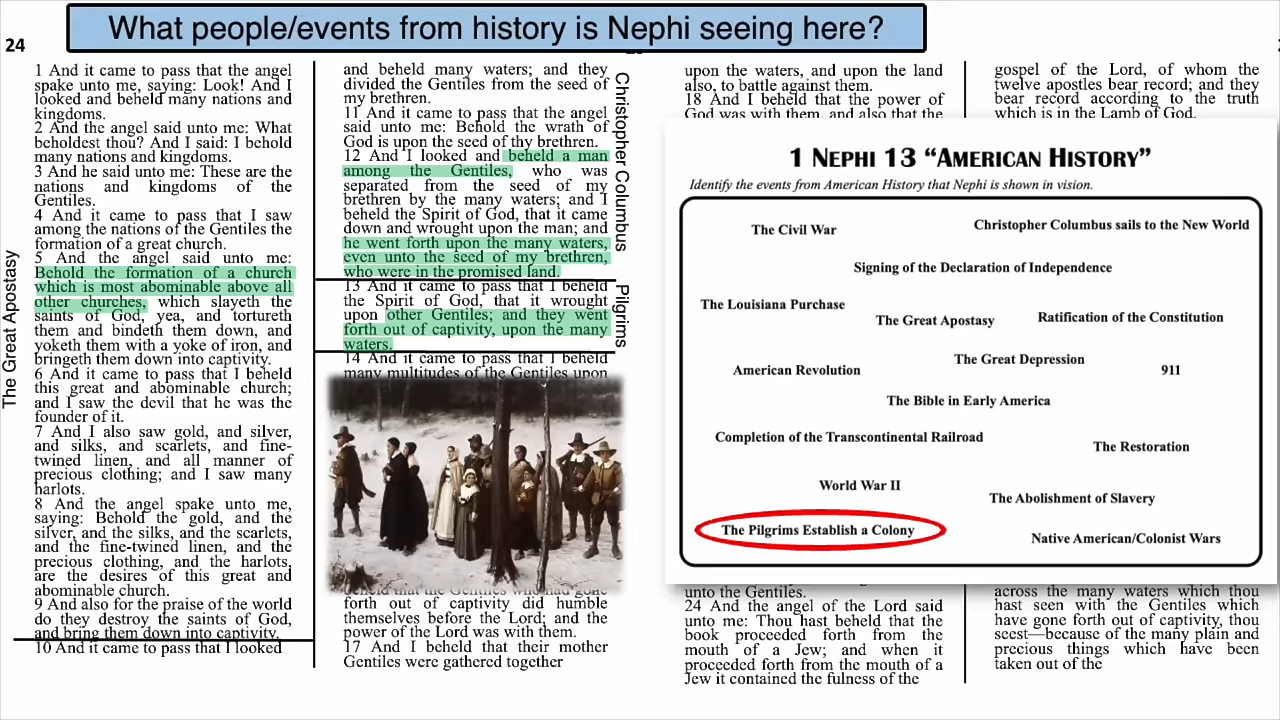 What people/events from history is Nephi seeing here?
24
The Great Apostasy
1 And it came to pass that the angel
spake unto me, saying: Look! And I
looked and beheld many nations and
kingdoms.
2 And the angel said unto me: What
beholdest thou? And I said: I behold
many nations and kingdoms.
3 And he said unto me: These are the
nations and kingdoms of the
Gentiles.
4 And it came to pass that I saw
among the nations of the Gentiles the
formation of a great church.
5 And the angel said unto me:
Behold the formation of a church
which is most abominable above all
other churches, which slayeth the
saints of God, yea, and tortureth
them and bindeth them down, and
yoketh them with a yoke of iron, and
bringeth them down into captivity.
6 And it came to pass that I beheld
this great and abominable church;
and I saw the devil that he was the
founder of it.
7 And I also saw gold, and silver,
and silks, and scarlets, and fine-
twined linen, and all manner of
precious clothing; and I saw many
harlots.
8 And the angel spake unto me,
saying: Behold the gold, and the
silver, and the silks, and the scarlets,
and the fine-twined linen, and the
precious clothing, and the harlots,
are the desires of this great and
abominable church.
9 And also for the praise of the world
do they destroy the saints of God,
and bring them down into captivity.
10 And it came to pass that I looked
and beheld many waters; and they
divided the Gentiles from the seed of
my brethren.
11 And it came to pass that the angel
said unto me: Behold the wrath of
God is upon the seed of thy brethren.
12 And I looked and beheld a man
among the Gentiles, who was
separated from the seed of my
brethren by the many waters; and I
beheld the Spirit of God, that it came
down and wrought upon the man; and
he went forth upon the many waters,
even unto the seed of my brethren,
who were in the promised land.
13 And it came to pass that I beheld
the Spirit of God, that it wrought
upon other Gentiles; and they went
forth out of captivity, upon the many
waters.
14 And it came to pass that I beheld
many multitudes of the Gentiles upon
beheld that the Gentiles who had gone
forth out of captivity did humble
themselves before the Lord; and the
power of the Lord was with them.
17 And I beheld that their mother
Gentiles were gathered together
Christopher Columbus
Pilgrims
upon the waters, and upon the land
also, to battle against them.
18 And I beheld that the power of
God was with them, and also that the
unto the Gentiles.
24 And the angel of the Lord said
unto me: Thou hast beheld that the
book proceeded forth from the
mouth of a Jew; and when it
proceeded forth from the mouth of a
Jew it contained the fulness of the
gospel of the Lord, of whom the
twelve apostles bear record; and they
bear record according to the truth
which is in the Lamb of God.
across the many waters which thou
hast seen with the Gentiles which
have gone forth out of captivity, thou
seest—because of the many plain and
precious things which have been
taken out of the
1 NEPHI 13 “AMERICAN HISTORY”
Identify the events from American History that Nephi is shown in vision.
The Civil War
Christopher Columbus sails to the New World
Signing of the Declaration of Independence
The Louisiana Purchase
The Great Apostasy
Ratification of the Constitution
The Great Depression
American Revolution
911
The Bible in Early America
Completion of the Transcontinental Railroad
The Restoration
World War II
The Abolishment of Slavery
The Pilgrims Establish a Colony
Native American/Colonist Wars